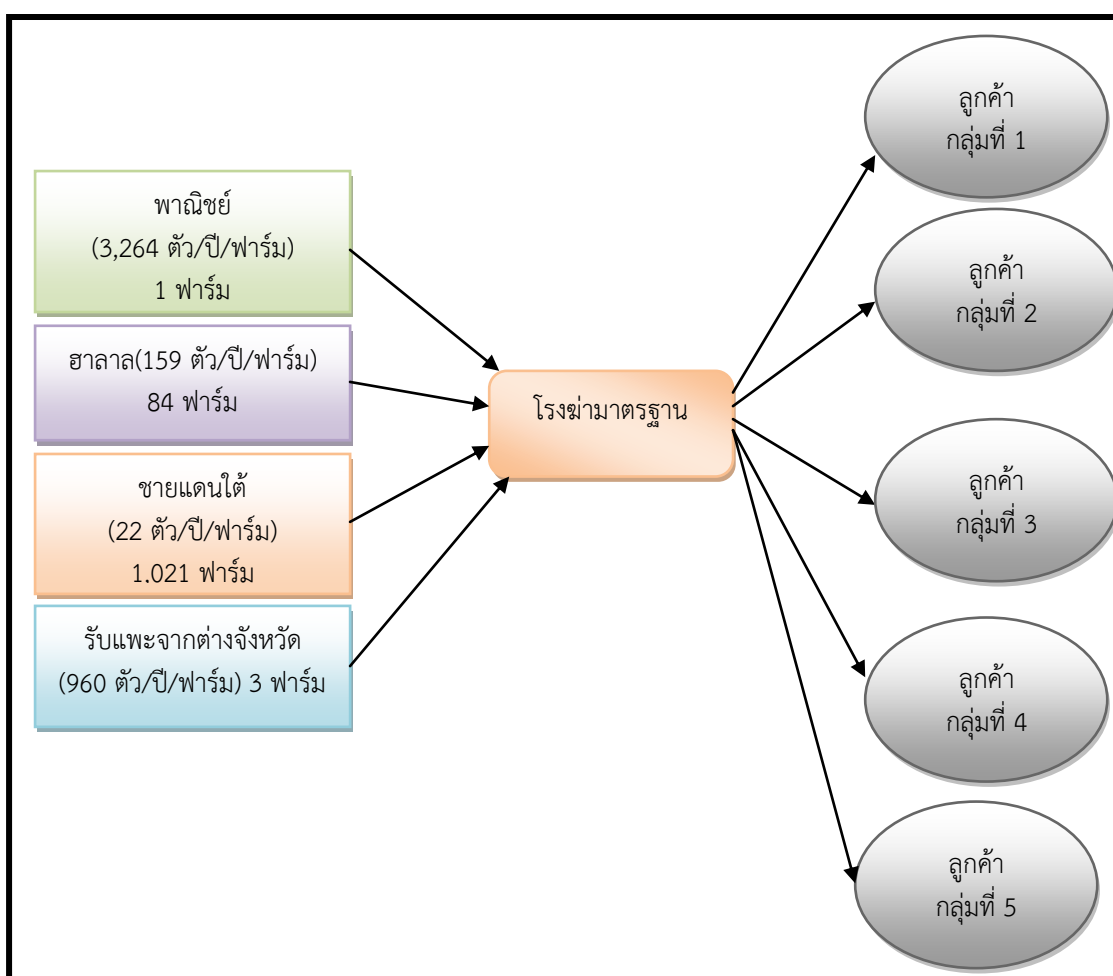 พาณิชย์
(3,264 ตัว/ปี/ฟาร์ม)
1 ฟาร์ม
ฮาลาล(159 ตัว/ปี/ฟาร์ม)
84 ฟาร์ม
ชายแดนใต้
(22 ตัว/ปี/ฟาร์ม)
1.021 ฟาร์ม
รับแพะจากต่างจังหวัด
(960 ตัว/ปี/ฟาร์ม) 3 ฟาร์ม
โรงฆ่ามาตรฐาน
ลูกค้า
กลุ่มที่ 1
ลูกค้า
กลุ่มที่ 2
ลูกค้า
กลุ่มที่ 3
ลูกค้า
กลุ่มที่ 4
ลูกค้า
กลุ่มที่ 5